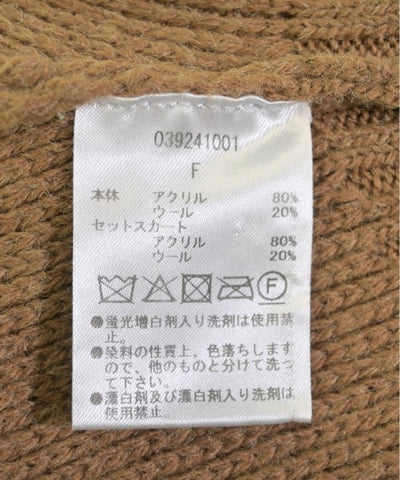 039241001
F
本体 アクリル 80%
ウール 20%
セットスカート
アクリル 80%
ウール 20%
F
●蛍光増白剤入り洗剤は使用禁
止。
●染料の性質上、色落ちします
ので、他のものと分けて洗っ
て下さい。
●漂白剤及び漂白剤入り洗剤は
使用禁止。